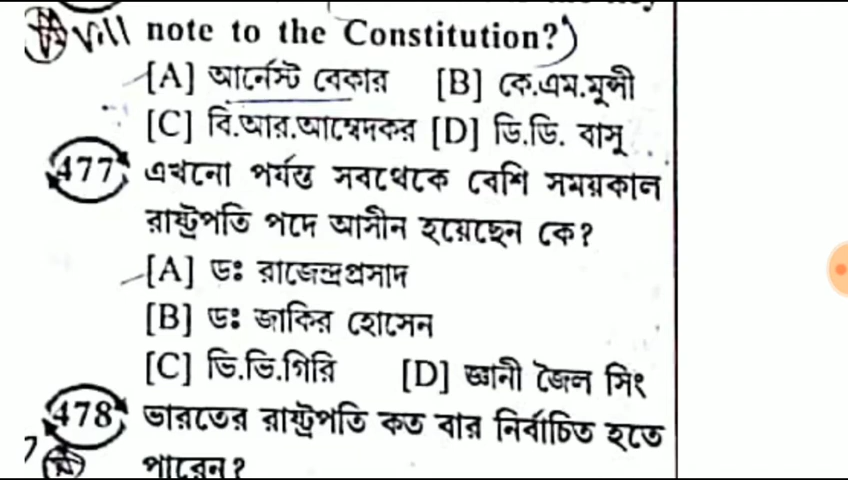 Vill note to the Constitution?
[A] আর্নেস্ট বেকার [B] কে.এম.মুন্সী
[C] বি.আর.আম্বেদকর [D] ডি.ডি. বাসু
477 এখনো পর্যন্ত সবথেকে বেশি সময়কাল
রাষ্ট্রপতি পদে আসীন হয়েছেন কে?
[A] ডঃ রাজেন্দ্রপ্রসাদ
[B] ডঃ জাকির হোসেন
[C] ভি.ভি.গিরি [D] জ্ঞানী জৈল সিং
478 ভারতের রাষ্ট্রপতি কত বার নির্বাচিত হতে
পারেন?